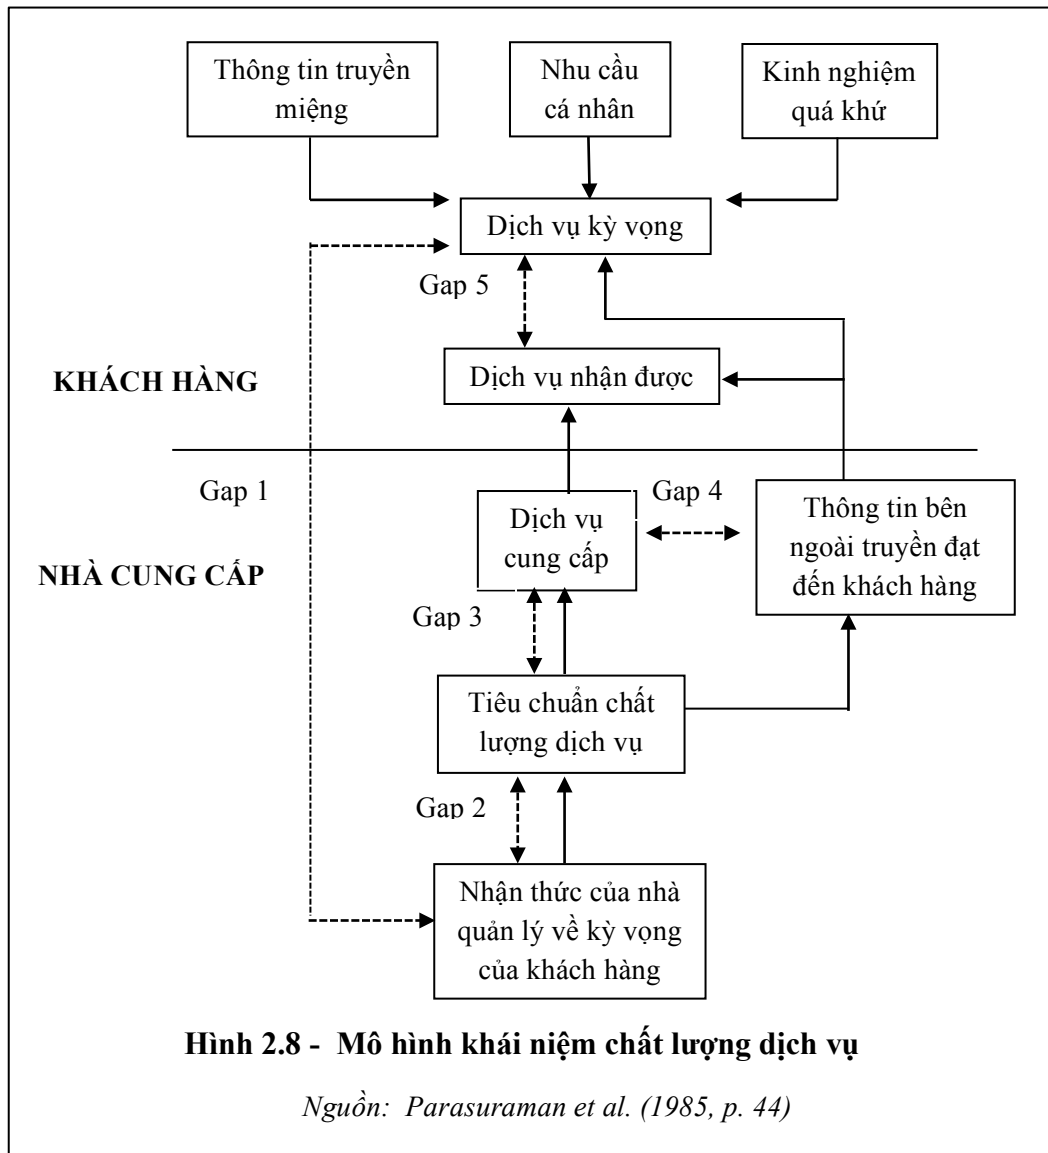 Thông tin truyền
miệng
Nhu cầu
cá nhân
Kinh nghiệm
quá khứ
Dịch vụ kỳ vọng
Gap 5
KHÁCH HÀNG
Dịch vụ nhận được
Gap 1
Dịch vụ
cung cấp
Gap 4
Thông tin bên
ngoài truyền đạt
đến khách hàng
NHÀ CUNG CẤP
Gap 3
Tiêu chuẩn chất
lượng dịch vụ
Gap 2
Nhận thức của nhà
quản lý về kỳ vọng
của khách hàng
Hình 2.8 - Mô hình khái niệm chất lượng dịch vụ
Nguồn: Parasuraman et al. (1985, p. 44)